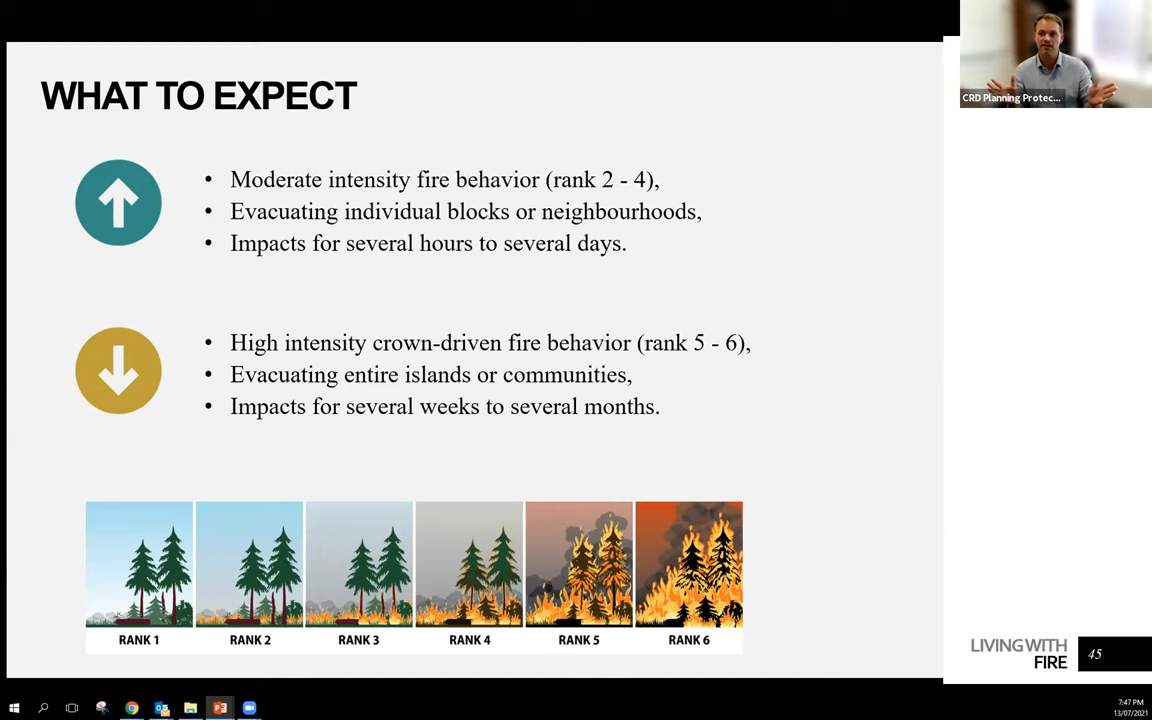 CRD Planning Protec...
WHAT TO EXPECT
• Moderate intensity fire behavior (rank 2 - 4),
• Evacuating individual blocks or neighbourhoods,
• Impacts for several hours to several days.
• High intensity crown-driven fire behavior (rank 5 - 6),
• Evacuating entire islands or communities,
• Impacts for several weeks to several months.
RANK 1 RANK 2 RANK 3 RANK 4 RANK 5 RANK 6
LIVING WITH
FIRE
45
7:47 PM
13/07/2021